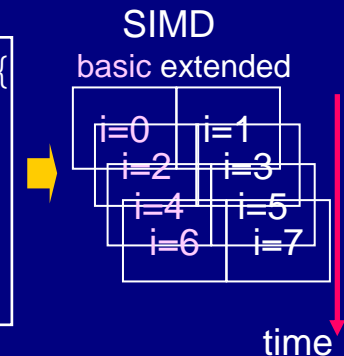 SIMD
{
basic extended
i=0 i=1
i=2 i=3
i=4 i=5
i=6 i=7
time